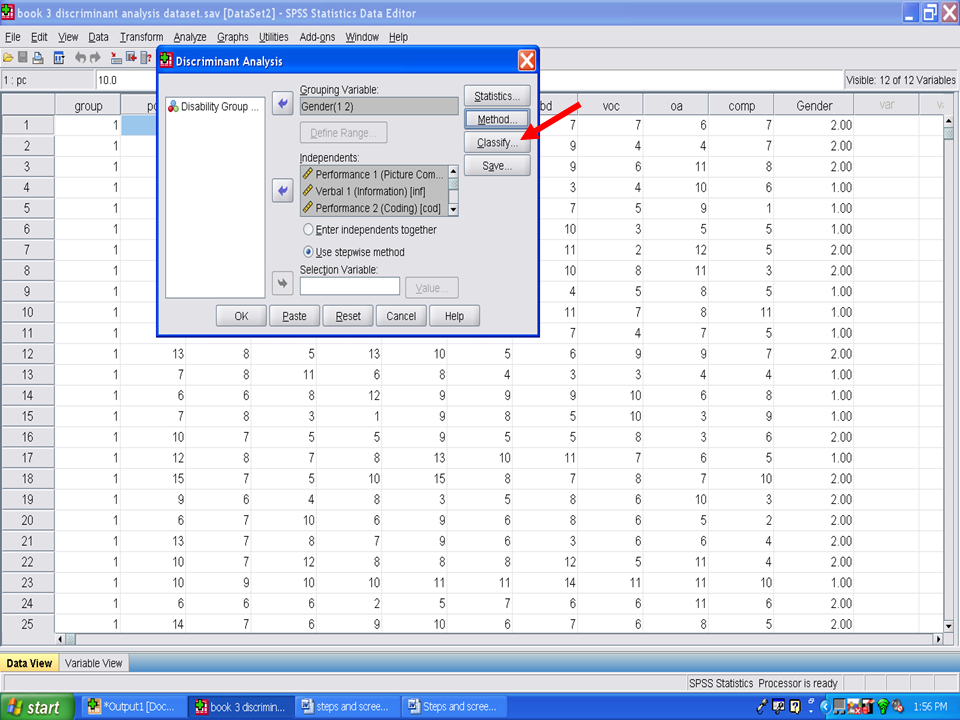 book 3 discriminant analysis dataset.sav [DataSet2] - SPSS Statistics Data Editor
File Edit View Data Transform Analyze Graphs Utilities Add-ons Window Help
1 : pc 10.0 Visible: 12 of 12 Variables
Discriminant Analysis
Disability Group ...
Grouping Variable:
Gender(1 2)
Define Range...
Independents:
Performance 1 (Picture Com...
Verbal 1 (Information) [inf]
Performance 2 (Coding) [cod]
Enter independents together
Use stepwise method
Selection Variable:
Value...
Statistics...
Method...
Classify...
Save...
OK Paste Reset Cancel Help
group bd voc oa comp Gender var
1 1 7 7 6 7 2.00
2 1 9 4 4 7 2.00
3 1 9 6 11 8 2.00
4 1 3 4 10 6 1.00
5 1 7 5 9 1 1.00
6 1 10 3 5 5 1.00
7 1 11 2 12 5 2.00
8 1 10 8 11 3 2.00
9 1 4 5 8 5 1.00
10 1 11 7 8 11 1.00
11 1 7 4 7 5 1.00
12 1 13 8 5 13 10 5 6 9 9 7 2.00
13 1 7 8 11 6 8 4 3 3 4 4 1.00
14 1 6 6 8 12 9 9 9 10 6 8 1.00
15 1 7 8 3 1 9 8 5 10 3 9 1.00
16 1 10 7 5 5 9 5 5 8 3 6 2.00
17 1 12 8 7 8 13 10 11 7 6 5 1.00
18 1 15 7 5 10 15 8 7 8 7 10 2.00
19 1 9 6 4 8 3 5 8 6 10 3 2.00
20 1 6 7 10 6 9 6 8 6 5 2 2.00
21 1 13 7 8 7 9 6 3 6 6 4 2.00
22 1 10 7 12 8 8 8 12 5 11 4 2.00
23 1 10 9 10 10 11 11 14 11 11 10 1.00
24 1 6 6 6 2 5 7 6 6 11 6 2.00
25 1 14 7 6 9 10 6 7 6 8 5 2.00
Data View Variable View
SPSS Statistics Processor is ready
start *Output1 [Doc... book 3 discrimin... steps and scree... Steps and scree... 1:56 PM